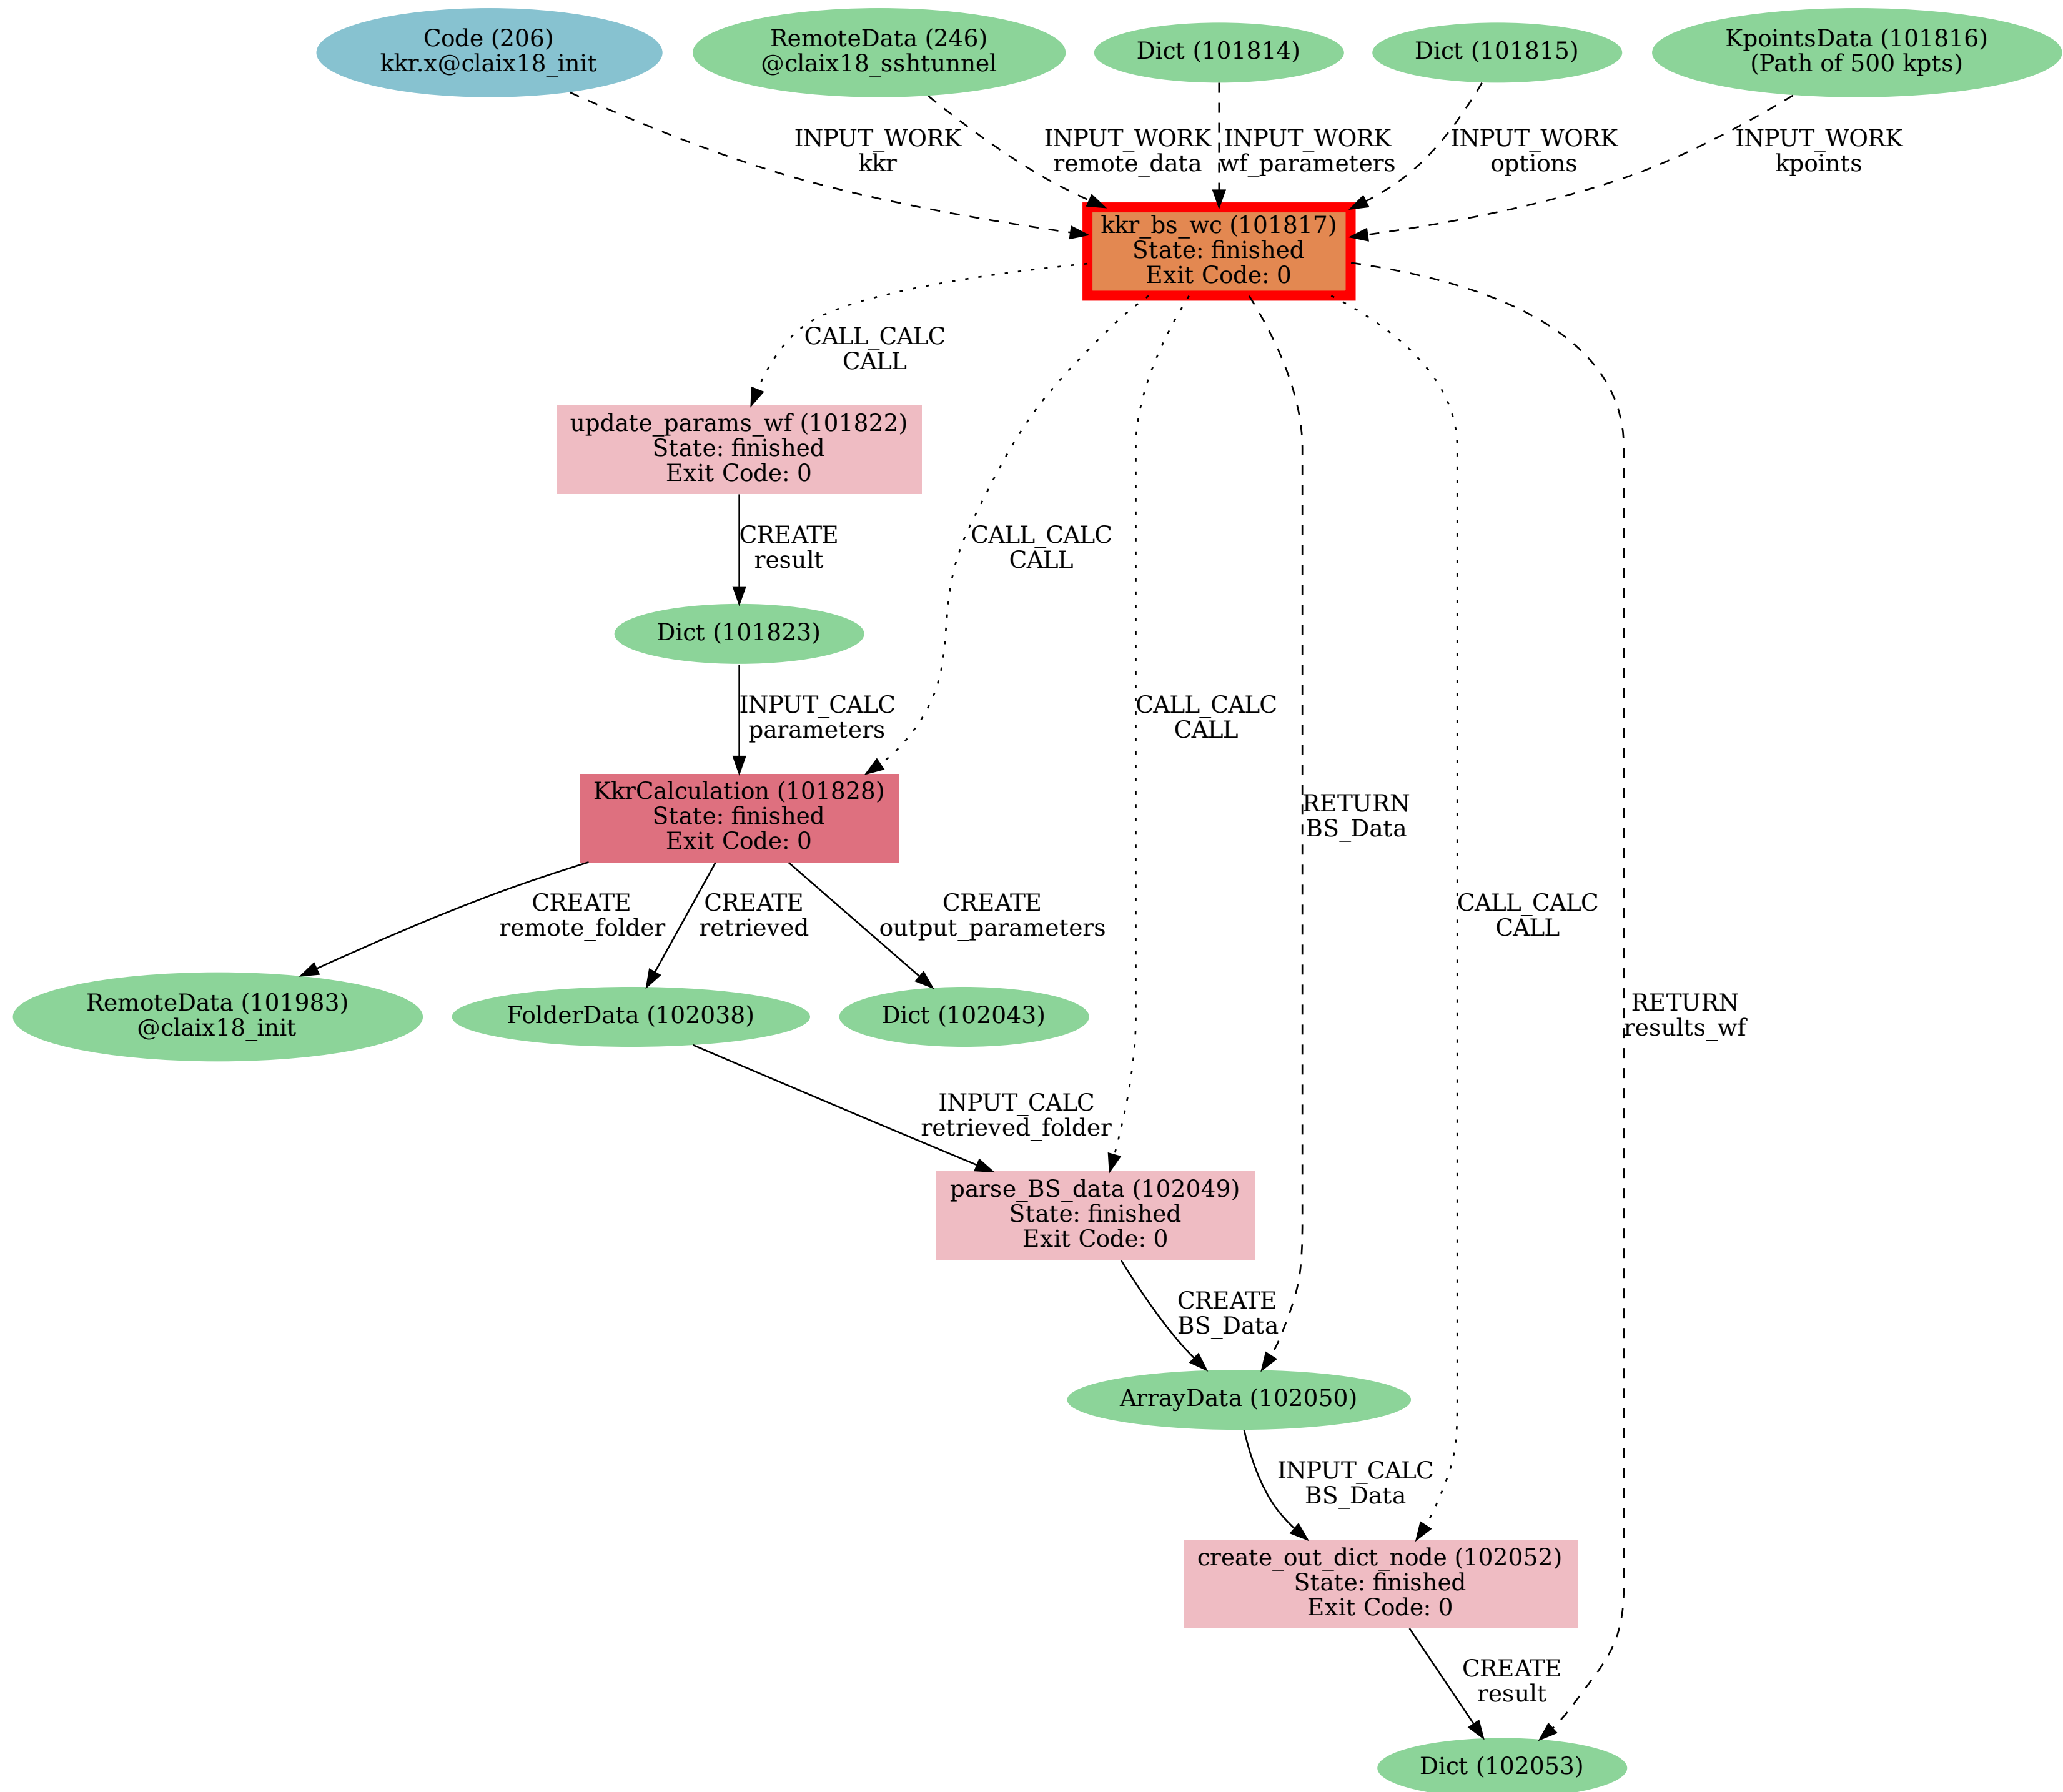 Code (206)
kkr.x@claix18_init
RemoteData (246)
@claix18_sshtunnel
Dict (101814)
Dict (101815)
KpointsData (101816)
(Path of 500 kpts)
INPUT_WORK
kkr
INPUT_WORK
remote_data
INPUT_WORK
wf_parameters
INPUT_WORK
options
INPUT_WORK
kpoints
kkr_bs_wc (101817)
State: finished
Exit Code: 0
CALL_CALC
CALL
update_params_wf (101822)
State: finished
Exit Code: 0
CREATE
result
CALL_CALC
CALL
Dict (101823)
INPUT_CALC
parameters
CALL_CALC
CALL
KkrCalculation (101828)
State: finished
Exit Code: 0
RETURN
BS_Data
CREATE
remote_folder
CREATE
retrieved
CREATE
output_parameters
CALL_CALC
CALL
RemoteData (101983)
@claix18_init
FolderData (102038)
Dict (102043)
RETURN
results_wf
INPUT_CALC
retrieved_folder
parse_BS_data (102049)
State: finished
Exit Code: 0
CREATE
BS_Data
ArrayData (102050)
INPUT_CALC
BS_Data
create_out_dict_node (102052)
State: finished
Exit Code: 0
CREATE
result
Dict (102053)